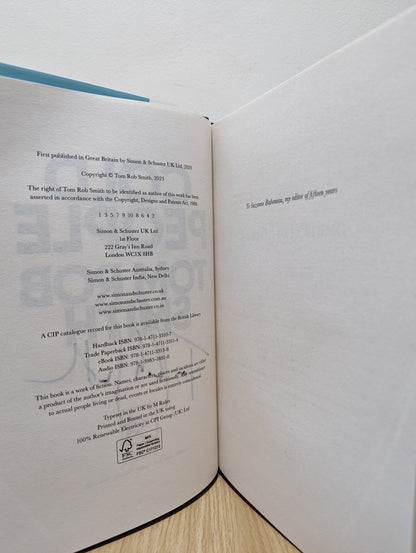 First published in Great Britain by Simon & Schuster UK Ltd, 2023
Copyright © Tom Rob Smith, 2023
The right of Tom Rob Smith to be identified as author of this work has been
asserted in accordance with the Copyright, Designs and Patents Act, 1988.
1 3 5 7 9 10 8 6 4 2
Simon & Schuster UK Ltd
1st Floor
222 Gray's Inn Road
London WC1X 8HB
Simon & Schuster Australia, Sydney
Simon & Schuster India, New Delhi
www.simonandschuster.co.uk
www.simonandschuster.com.au
www.simonandschuster.co.in
A CIP catalogue record for this book is available from the British Library
Hardback ISBN: 978-1-4711-3310-7
Trade Paperback ISBN: 978-1-4711-3311-4
eBook ISBN: 978-1-4711-3313-8
Audio ISBN:
This book is a work of fiction. Names, characters, places and incidents are either
a product of the author's imagination or are used fictitiously. Any resemblance
to actual people living or dead, events or locales is entirely coincidental.
Typeset in the UK by M Rules
Printed and Bound in the UK using
100% Renewable Electricity at CPI Group (UK) Ltd
FSC
MIX
To Suzanne Baboneau, my editor of fifteen years